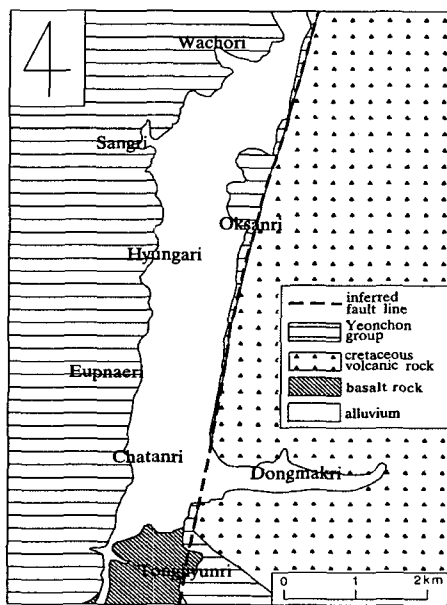 4
Wachori
Sangri
Oksanri
Hyungari
inferred
fault line
Yeonchon
group
cretaceous
volcanic rock
basalt rock
alluvium
Eupnaeri
Chatanri
Dongmakri
Tonghyunri
0 1 2km